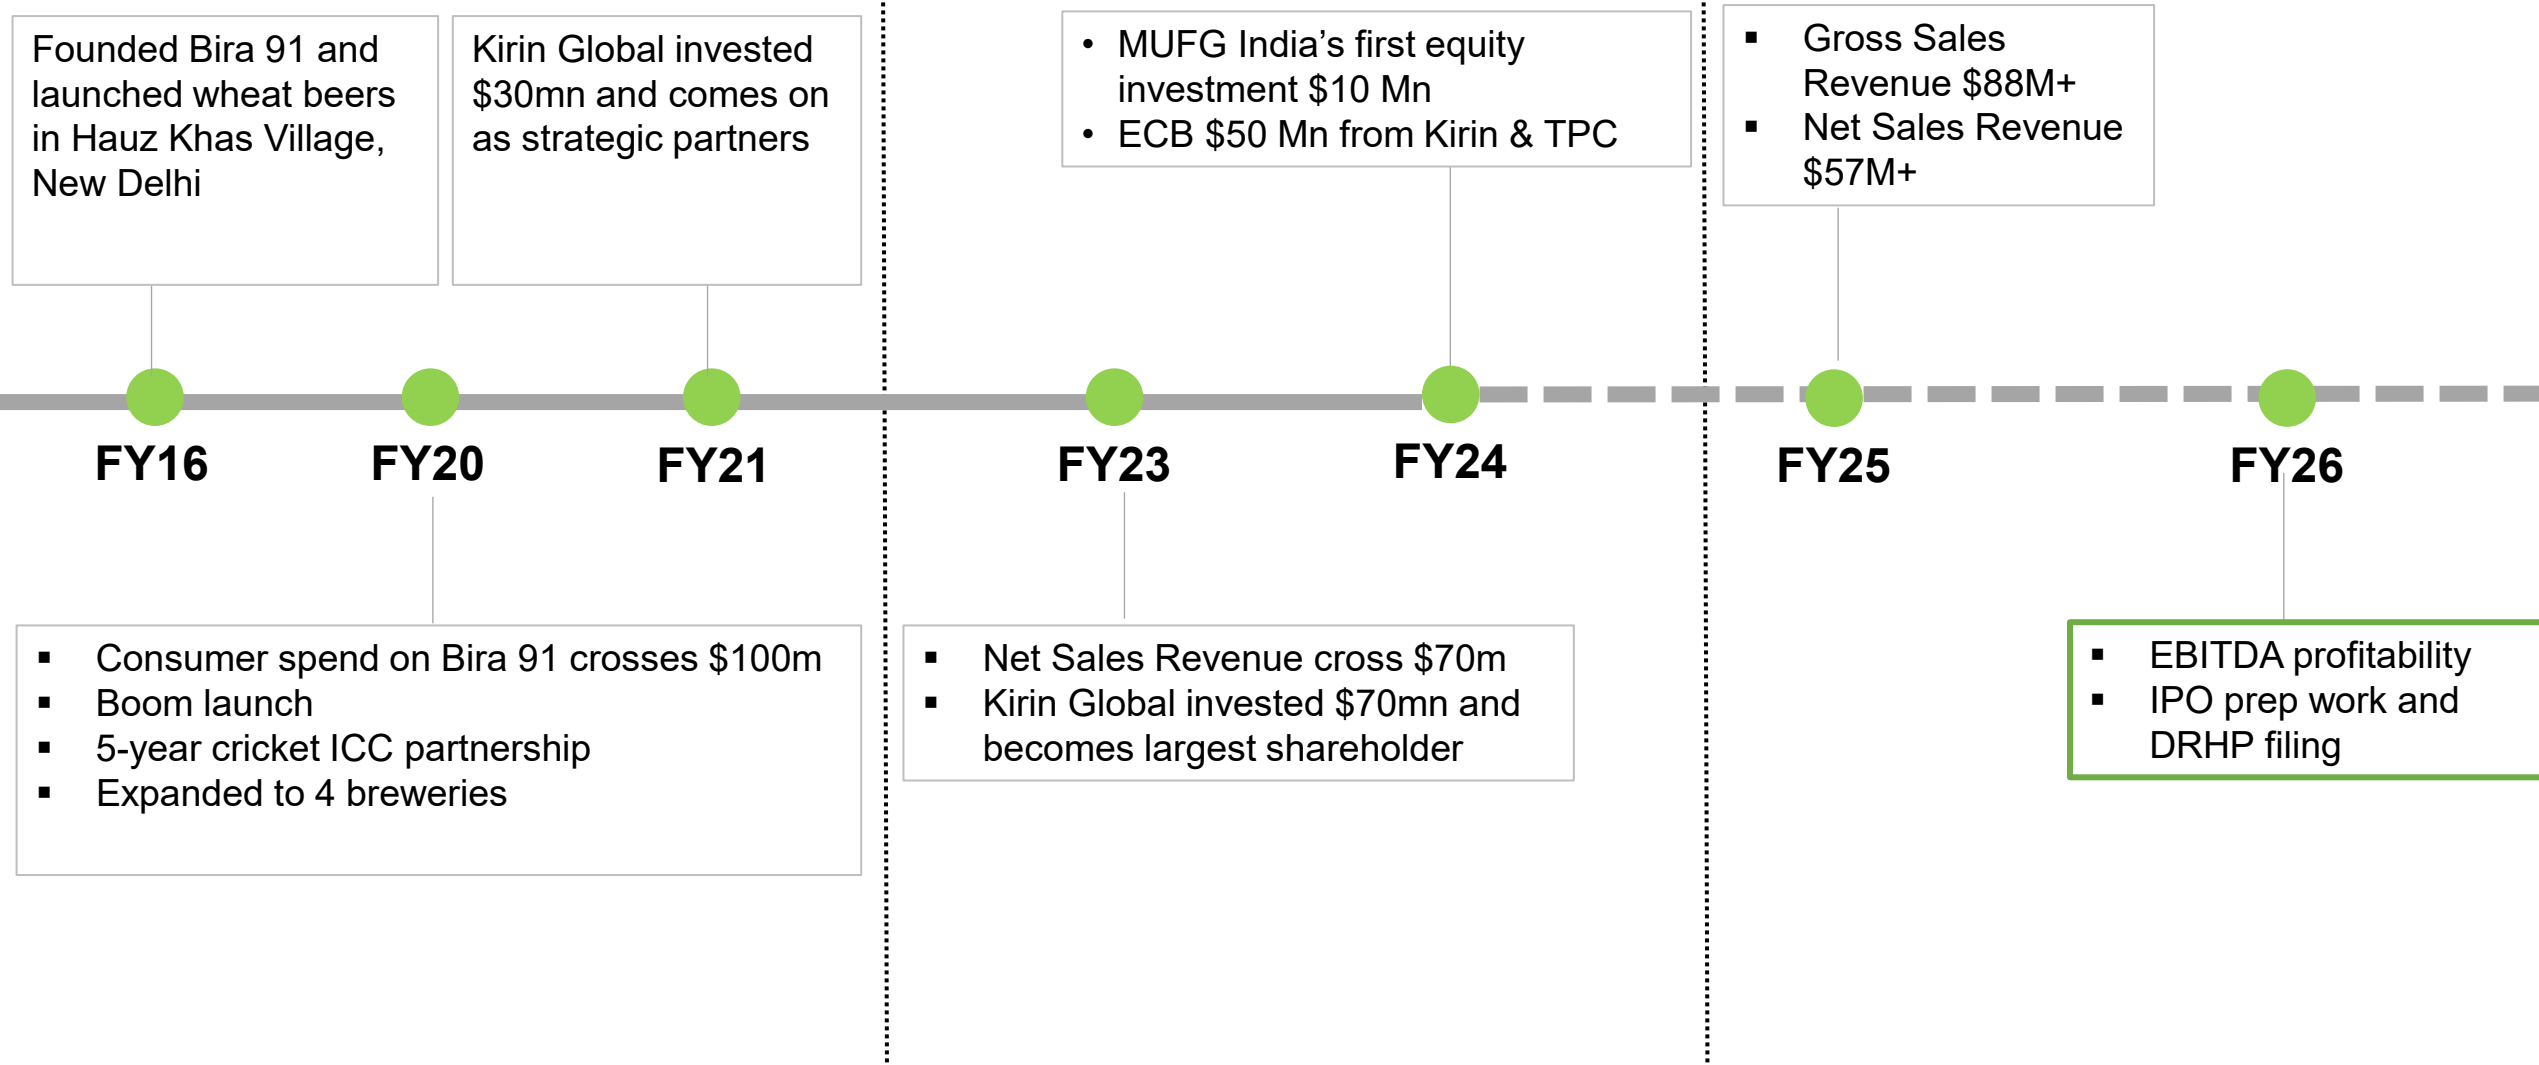 Founded Bira 91 and
launched wheat beers
in Hauz Khas Village,
New Delhi
Kirin Global invested
$30mn and comes on
as strategic partners
• MUFG India’s first equity
investment $10 Mn
• ECB $50 Mn from Kirin & TPC
▪ Gross Sales
Revenue $88M+
▪ Net Sales Revenue
$57M+
FY16
FY20
FY21
FY23
FY24
FY25
FY26
▪ Consumer spend on Bira 91 crosses $100m
▪ Boom launch
▪ 5-year cricket ICC partnership
▪ Expanded to 4 breweries
▪ Net Sales Revenue cross $70m
▪ Kirin Global invested $70mn and
becomes largest shareholder
▪ EBITDA profitability
▪ IPO prep work and
DRHP filing